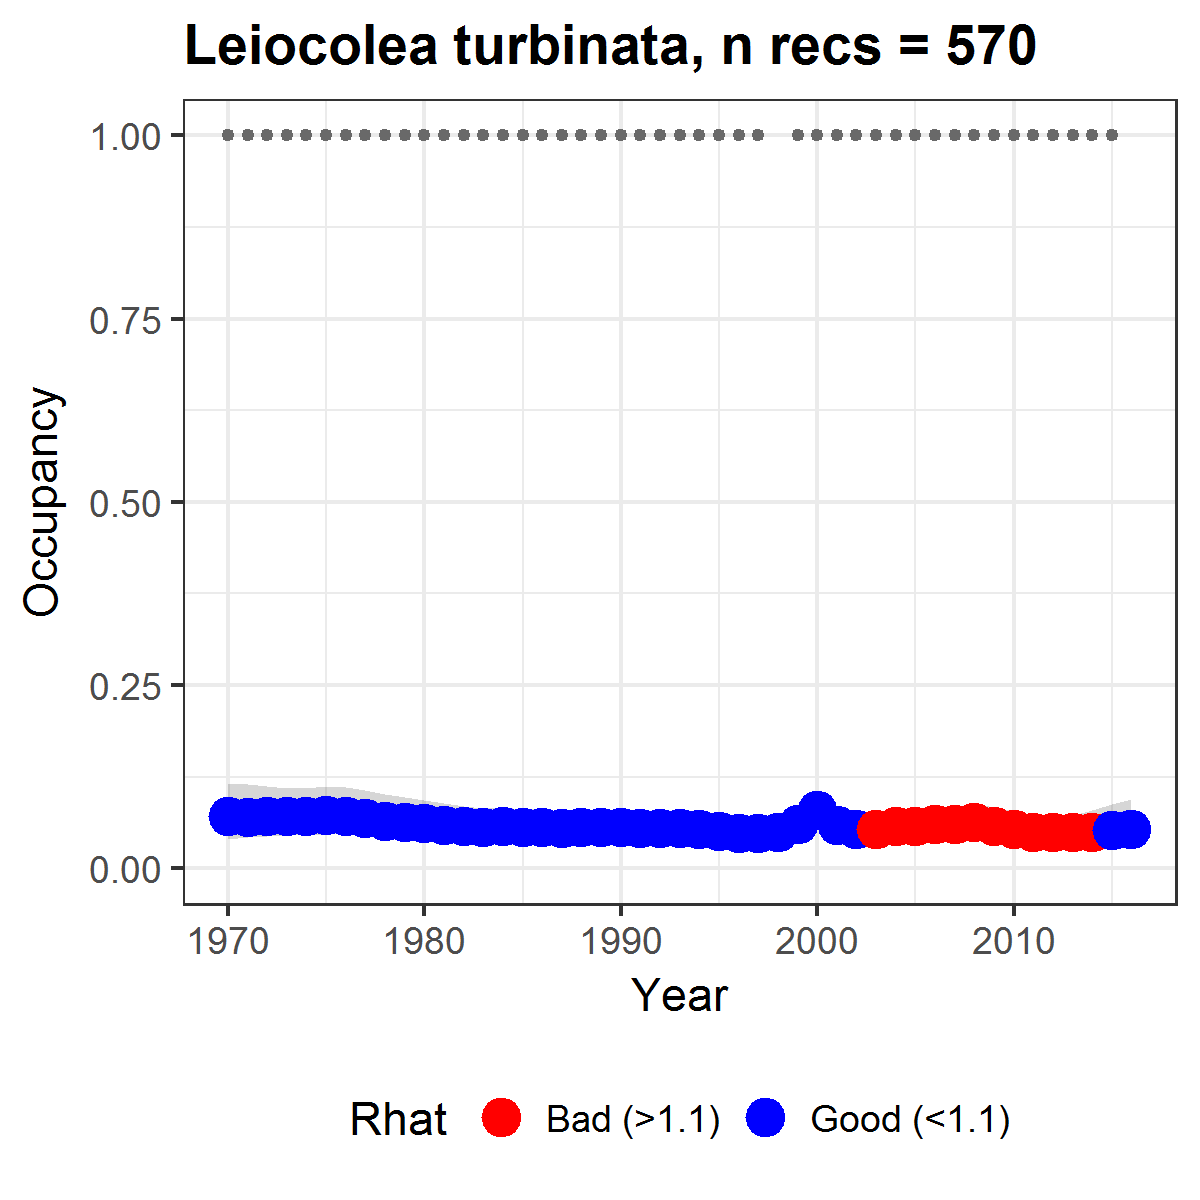 Leiocolea turbinata, n recs = 570
1.00
0.75
0.50
0.25
0.00
Occupancy
1970 1980 1990 2000 2010
Year
Rhat Bad (>1.1) Good (<1.1)